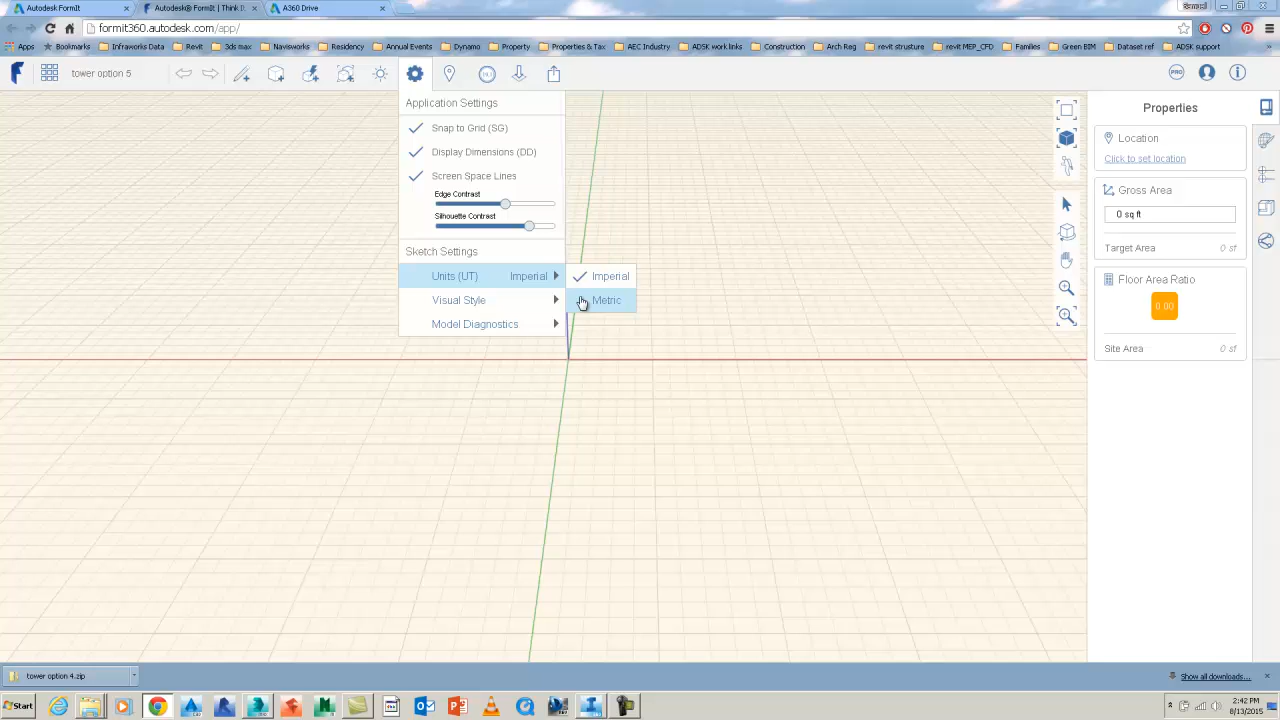 Autodesk FormIt
Autodesk® FormIt | Think I
A360 Drive
formit360.autodesk.com/app/
Apps Bookmarks Infraworks Data Revit 3ds max Navisworks Residency Annual Events Dynamo Property Properties & Tax AEC Industry ADSK work links Construction Arch Reg revit structure revit MEP_CFD Families Green BIM Dataset ref ADSK support
tower option 5
PRO
Application Settings
Snap to Grid (SG)
Display Dimensions (DD)
Screen Space Lines
Edge Contrast
Silhouette Contrast
Sketch Settings
Units (UT) Imperial
Imperial
Visual Style
Metric
Model Diagnostics
Properties
Location
Click to set location
Gross Area
0 sq ft
Target Area 0 sf
Floor Area Ratio
0.00
Site Area 0 sf
tower option 4.zip
Show all downloads...
Start
2:42 PM
8/13/2015